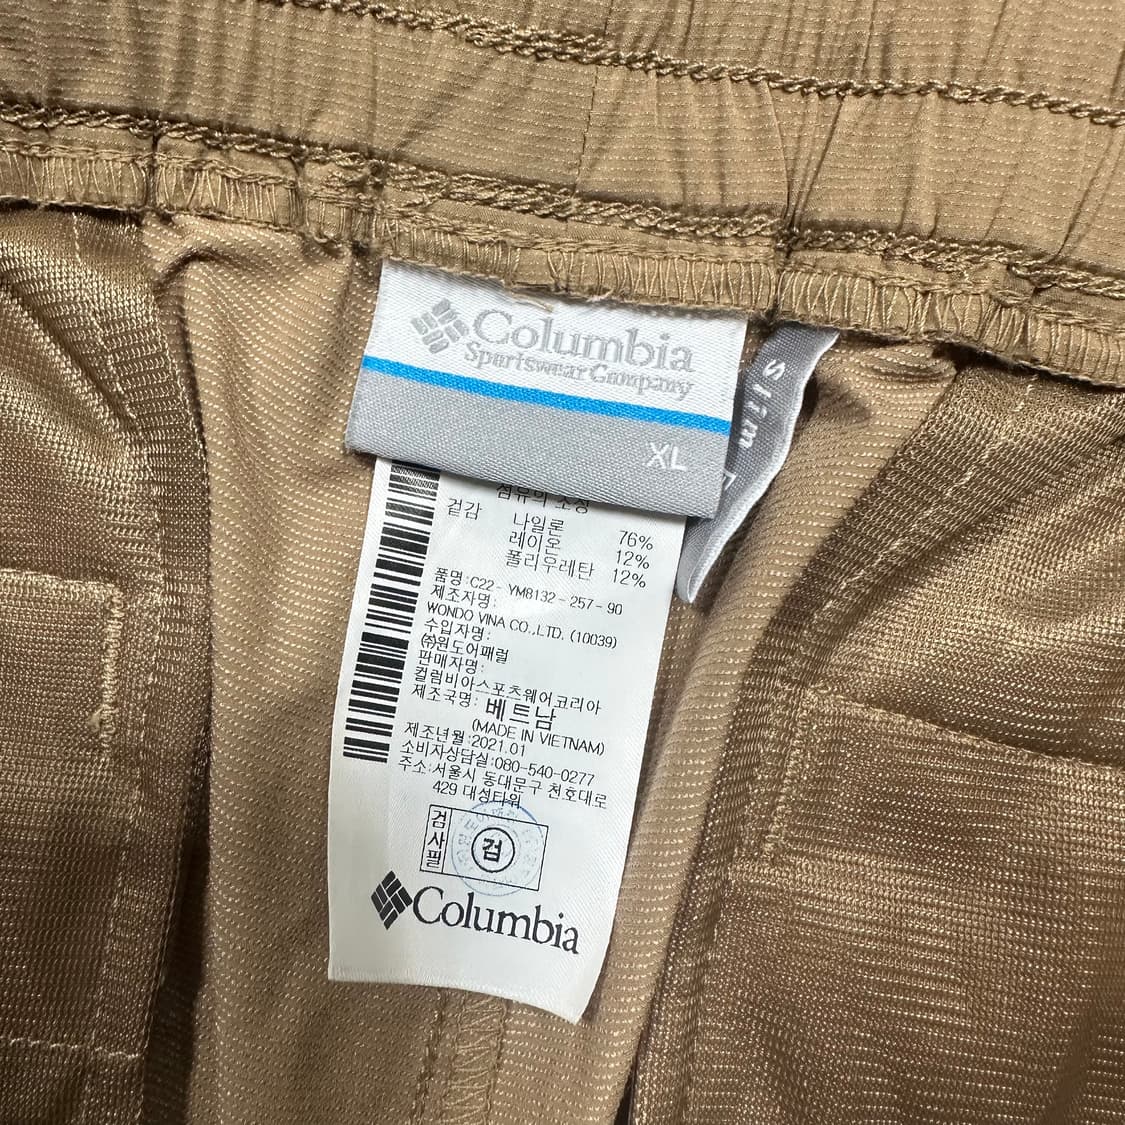 Columbia
Sportswear Company
XL
Slim
섬유의 조성
겉감 나일론 76%
레이온 12%
폴리우레탄 12%
품명:C22-YM8132-257-90
제조자명:
WONDO VINA CO.,LTD. (10039)
수입자명:
㈜원도어패럴
판매자명:
컬럼비아스포츠웨어코리아
제조국명: 베트남
(MADE IN VIETNAM)
제조년월:2021.01
소비자상담실:080-540-0277
주소:서울시 동대문구 천호대로
429 대성타워
검사필
검
Columbia